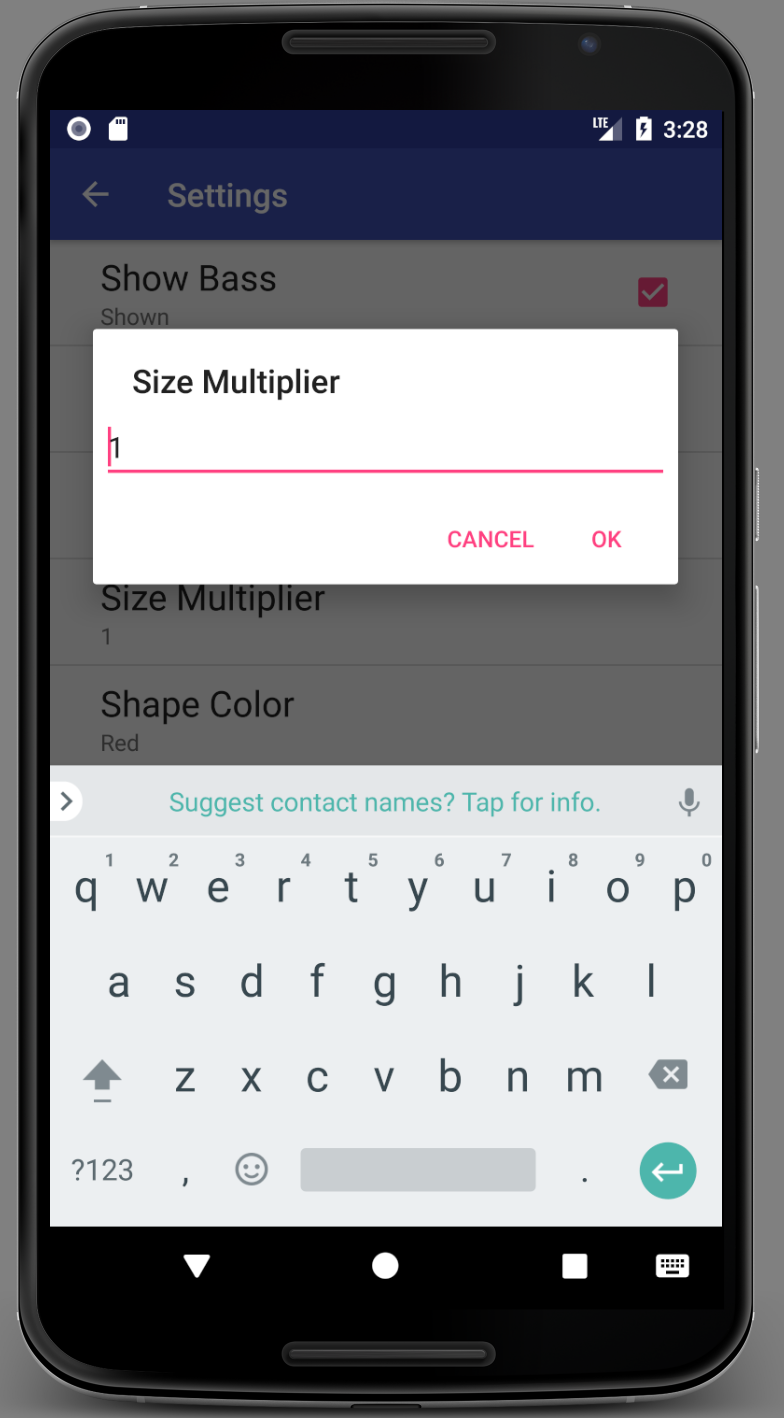 LTE 3:28
Settings
Show Bass
Shown
Size Multiplier
1
CANCEL OK
Size Multiplier
1
Shape Color
Red
Suggest contact names? Tap for info.
1 2 3 4 5 6 7 8 9 0
q w e r t y u i o p
a s d f g h j k l
z x c v b n m
?123 , .